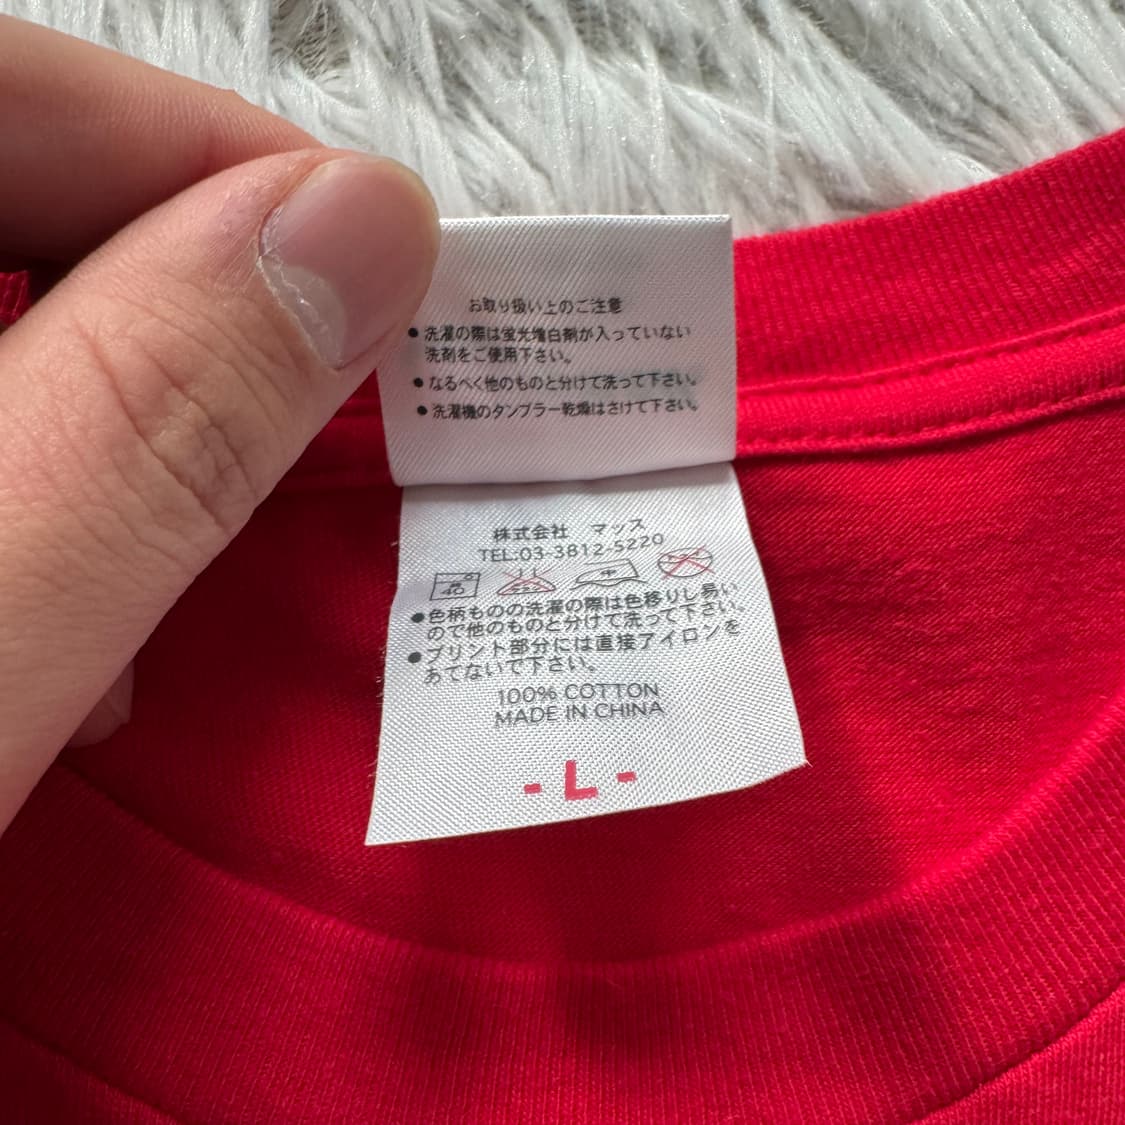 お取り扱い上のご注意
●洗濯の際は蛍光増白剤が入っていない
洗剤をご使用下さい。
●なるべく他のものと分けて洗って下さい。
●洗濯機のタンブラー乾燥はさけて下さい。
株式会社 マッス
TEL.03-3812-5220
40
中
●色柄ものの洗濯の際は色移りし易い
ので他のものと分けて洗って下さい。
●プリント部分には直接アイロンを
あてないで下さい。
100% COTTON
MADE IN CHINA
- L -